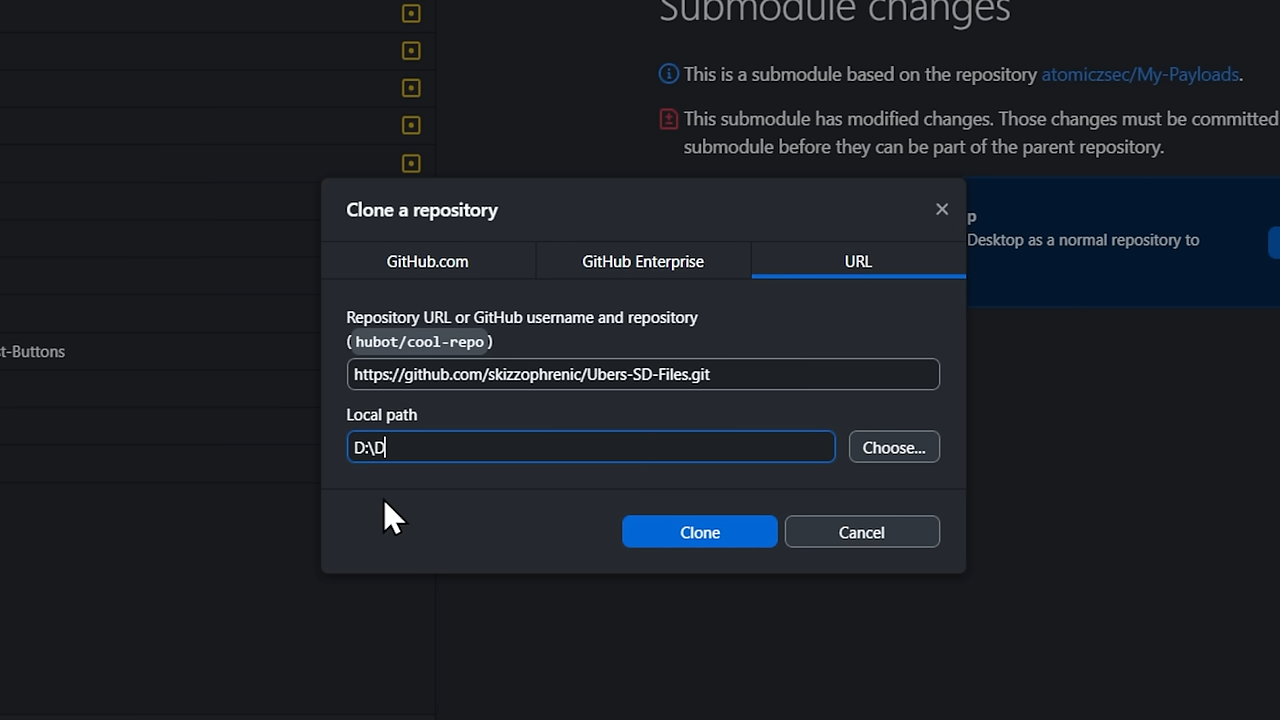 Submodule changes
This is a submodule based on the repository atomiczsec/My-Payloads.
This submodule has modified changes. Those changes must be committed
submodule before they can be part of the parent repository.
Clone a repository
p
Desktop as a normal repository to
GitHub.com
GitHub Enterprise
URL
Repository URL or GitHub username and repository
(hubot/cool-repo)
t-Buttons
https://github.com/skizzophrenic/Ubers-SD-Files.git
Local path
D:\D
Choose...
Clone
Cancel